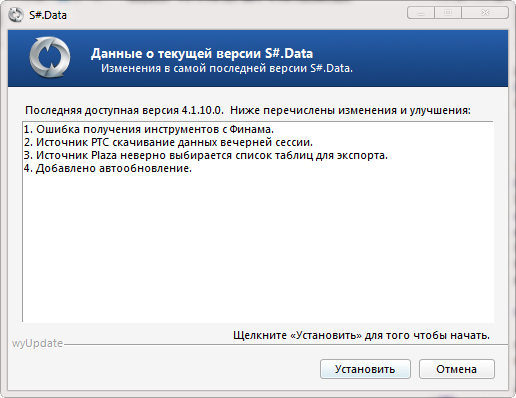 S#.Data
Данные о текущей версии S#.Data
Изменения в самой последней версии S#.Data.
Последняя доступная версия 4.1.10.0.  Ниже перечислены изменения и улучшения:
1. Ошибка получения инструментов с Финама.
2. Источник РТС скачивание данных вечерней сессии.
3. Источник Plaza неверно выбирается список таблиц для экспорта.
4. Добавлено автообновление.
Щелкните «Установить» для того чтобы начать.
wyUpdate
Установить
Отмена